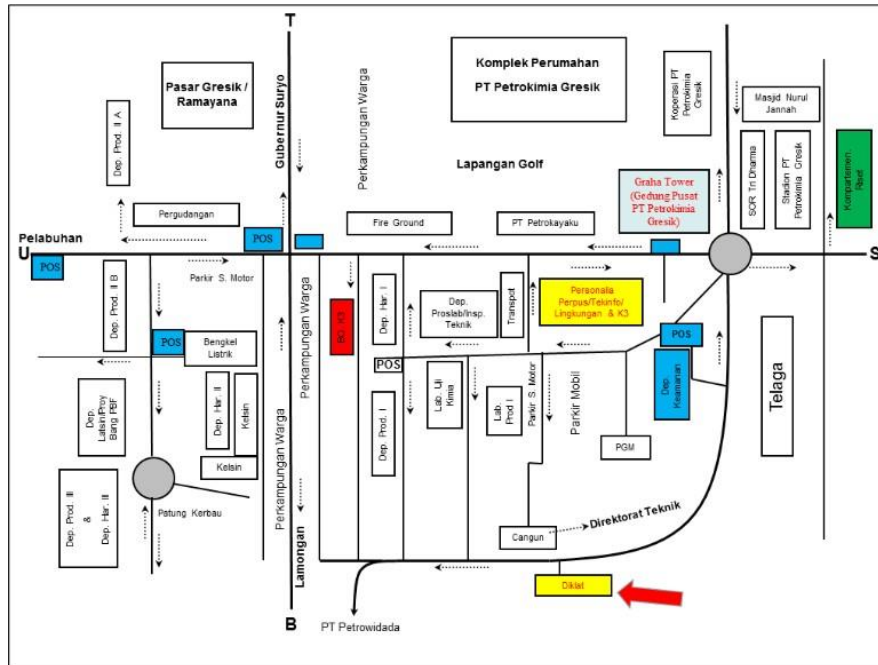 T
Pasar Gresik /
Ramayana
Gubernur Suryo
Perkampungan Warga
Komplek Perumahan
PT Petrokimia Gresik
Koperasi PT
Petrokimia
Gresik
Masjid Nurul
Jannah
Dep. Prod. II A
Lapangan Golf
SOR Tri Dharma
Stadion PT
Petrokimia Gresik
Kompartemen
Riset
Graha Tower
(Gedung Pusat
PT Petrokimia
Gresik)
Pergudangan
Fire Ground
PT Petrokayaku
Pelabuhan
U
POS
POS
S
Parkir S. Motor
Dep. Prod. II B
Perkampungan Warga
BO K3
Dep. Har. I
Dep.
Proslab/Insp.
Teknik
Transpot
Personalia
Perpus/Tekinfo/
Lingkungan & K3
POS
Bengkel
Listrik
POS
POS
Dep.
Keamanan
Telaga
Dep.
Latsin/Proy
Bang PBF
Dep. Har. II
Kelsin
Kelsin
Perkampungan Warga
Dep. Prod. I
Lab. Uji
Kimia
Lab.
Prod I
Parkir S. Motor
Parkir Mobil
PGM
Dep. Prod. III
&
Dep. Har. III
Patung Kerbau
Lamongan
Cangun
Direktorat Teknik
Diklat
B
PT Petrowidada